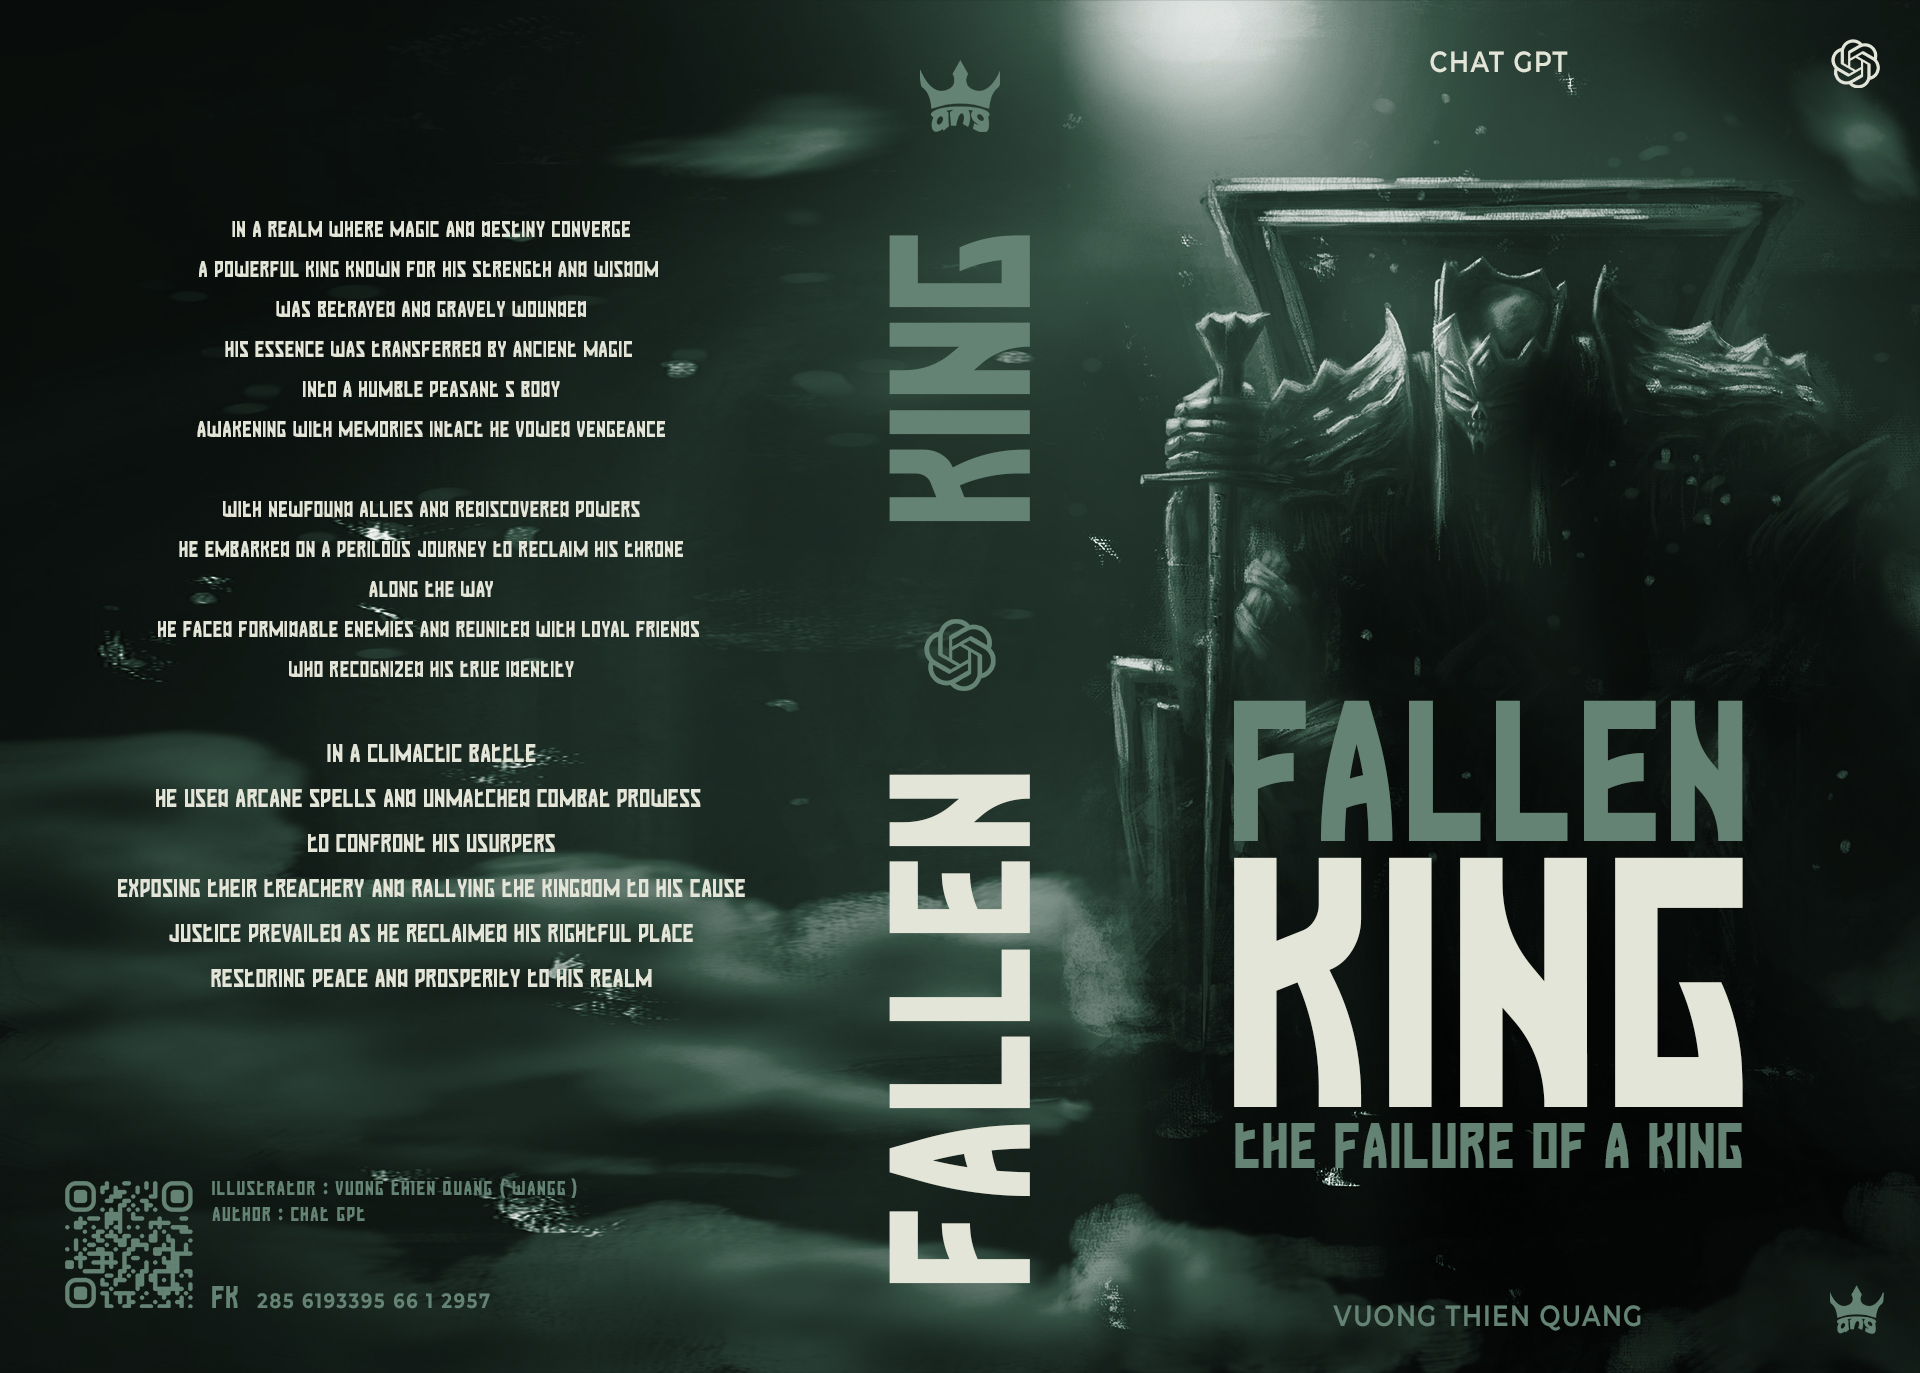 IN A REALM WHERE MAGIC AND DESTINY CONVERGE
A POWERFUL KING KNOWN FOR HIS STRENGTH AND WISDOM
WAS BETRAYED AND GRAVELY WOUNDED
HIS ESSENCE WAS TRANSFERRED BY ANCIENT MAGIC
INTO A HUMBLE PEASANT S BODY
AWAKENING WITH MEMORIES INTACT HE VOWED VENGEANCE
WITH NEWFOUND ALLIES AND REDISCOVERED POWERS
HE EMBARKED ON A PERILOUS JOURNEY TO RECLAIM HIS THRONE
ALONG THE WAY
HE FACED FORMIDABLE ENEMIES AND REUNITED WITH LOYAL FRIENDS
WHO RECOGNIZED HIS TRUE IDENTITY
IN A CLIMACTIC BATTLE
HE USED ARCANE SPELLS AND UNMATCHED COMBAT PROWESS
TO CONFRONT HIS USURPERS
EXPOSING THEIR TREACHERY AND RALLYING THE KINGDOM TO HIS CAUSE
JUSTICE PREVAILED AS HE RECLAIMED HIS RIGHTFUL PLACE
RESTORING PEACE AND PROSPERITY TO HIS REALM
ILLUSTRATOR : VUONG THIEN QUANG ( WANGG )
AUTHOR : CHAT GPT
FK 285 6193395 66 1 2957
ang
FALLEN KING
CHAT GPT
FALLEN
KING
THE FAILURE OF A KING
VUONG THIEN QUANG
ang